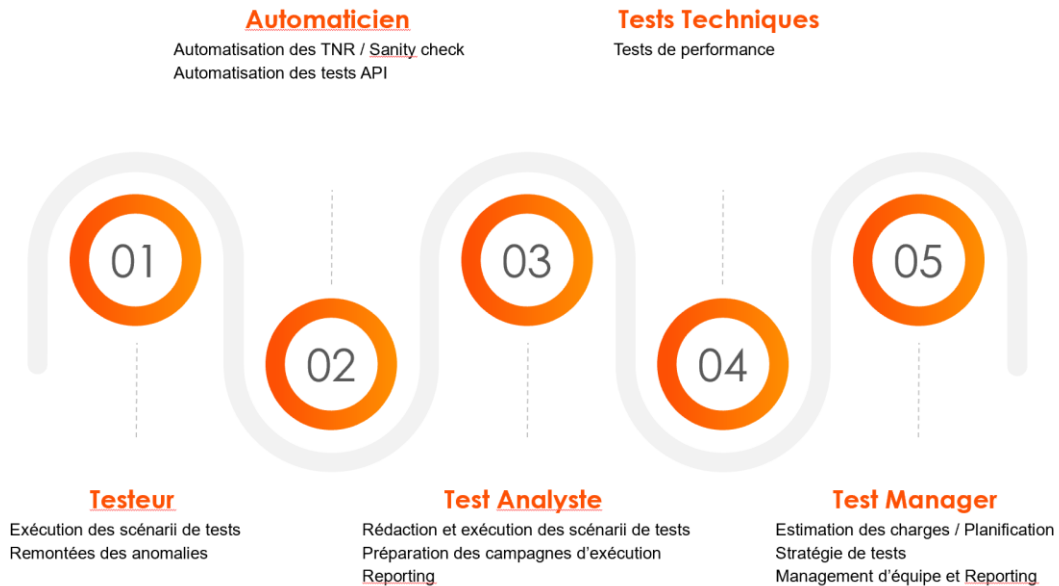 Automaticien
Automatisation des TNR / Sanity check
Automatisation des tests API
Tests Techniques
Tests de performance
01
02
03
04
05
Testeur
Exécution des scénarii de tests
Remontées des anomalies
Test Analyste
Rédaction et exécution des scénarii de tests
Préparation des campagnes d’exécution
Reporting
Test Manager
Estimation des charges / Planification
Stratégie de tests
Management d’équipe et Reporting